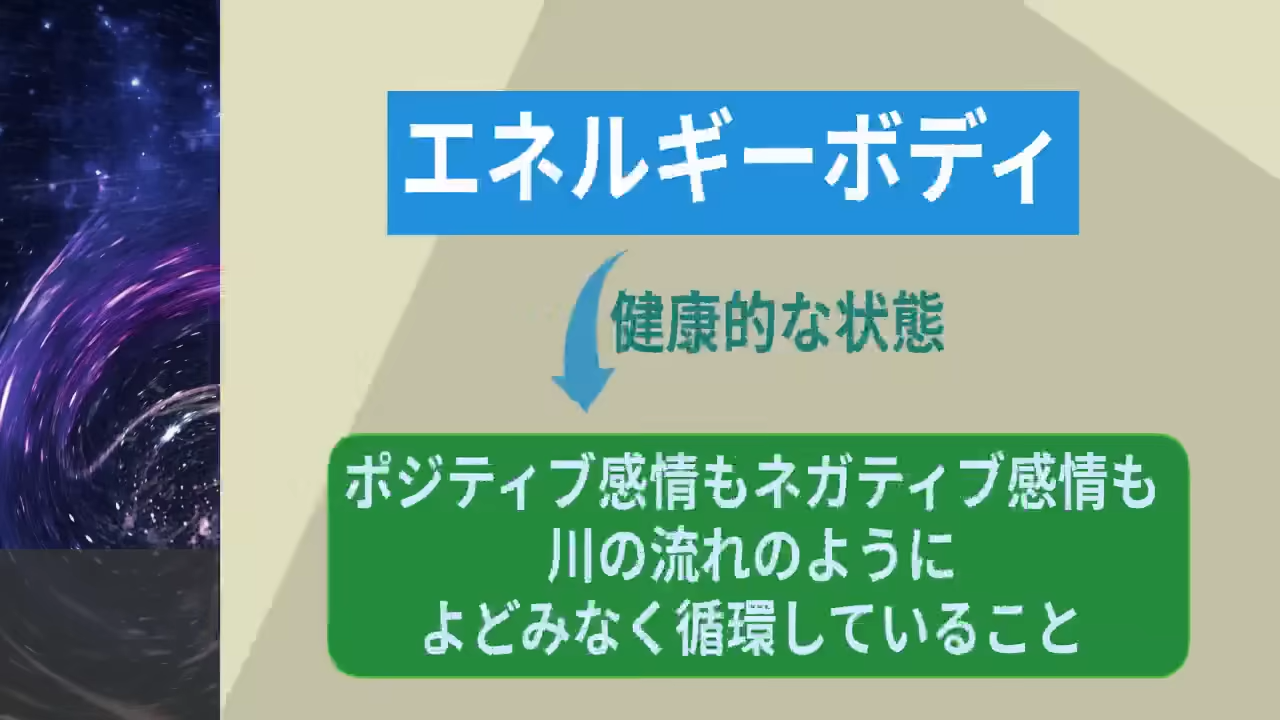 エネルギーボディ
健康的な状態
ポジティブ感情もネガティブ感情も
川の流れのように
よどみなく循環していること